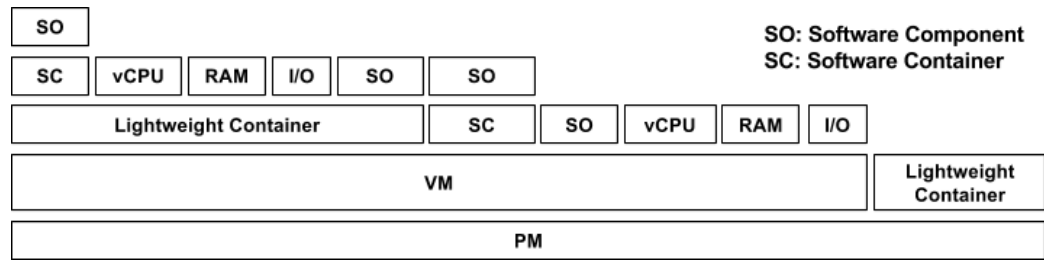 SO
SO: Software Component
SC: Software Container
SC vCPU RAM I/O SO SO
Lightweight Container SC SO vCPU RAM I/O
VM
Lightweight
Container
PM